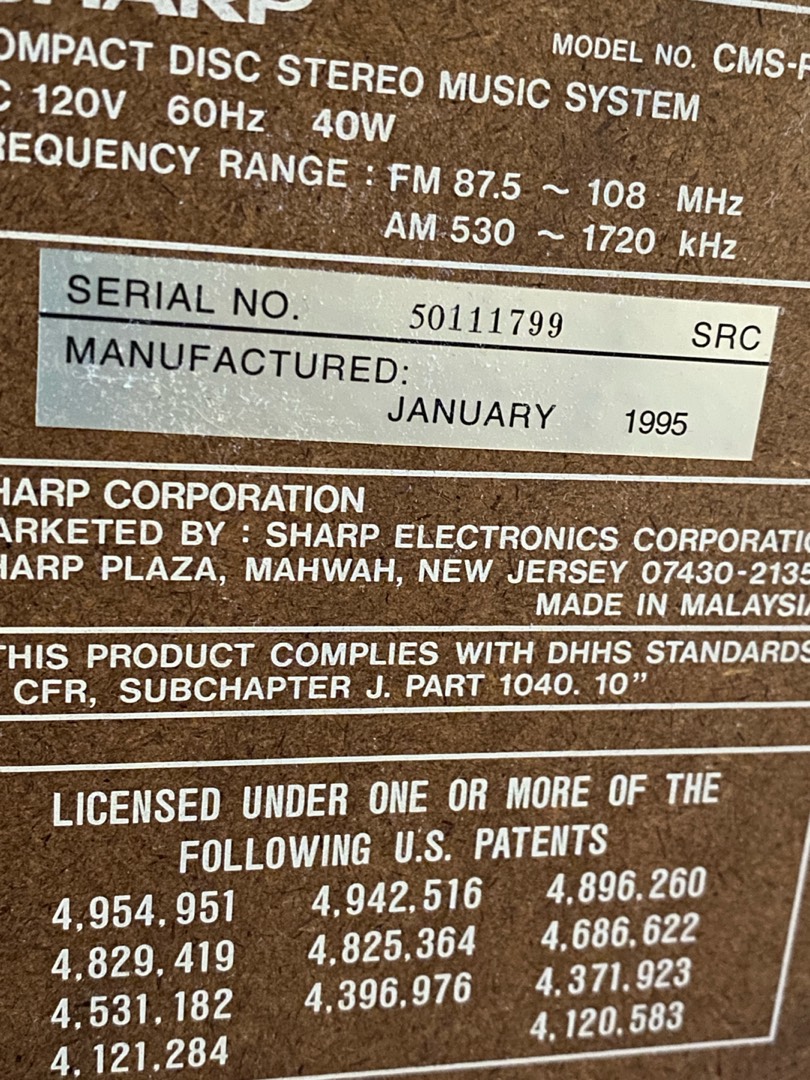 SHARP
OMPACT DISC STEREO MUSIC SYSTEM
MODEL NO. CMS-
C 120V 60Hz 40W
REQUENCY RANGE : FM 87.5 ~ 108 MHz
AM 530 ~ 1720 kHz
SERIAL NO. 50111799 SRC
MANUFACTURED:
JANUARY 1995
HARP CORPORATION
ARKETED BY : SHARP ELECTRONICS CORPORATIO
HARP PLAZA, MAHWAH, NEW JERSEY 07430-2135
MADE IN MALAYSIA
THIS PRODUCT COMPLIES WITH DHHS STANDARDS
CFR, SUBCHAPTER J. PART 1040. 10”
LICENSED UNDER ONE OR MORE OF THE
FOLLOWING U.S. PATENTS
4,954,951 4,942,516 4,896,260
4,829,419 4,825,364 4,686,622
4,531,182 4,396,976 4,371,923
4,121,284 4,120,583